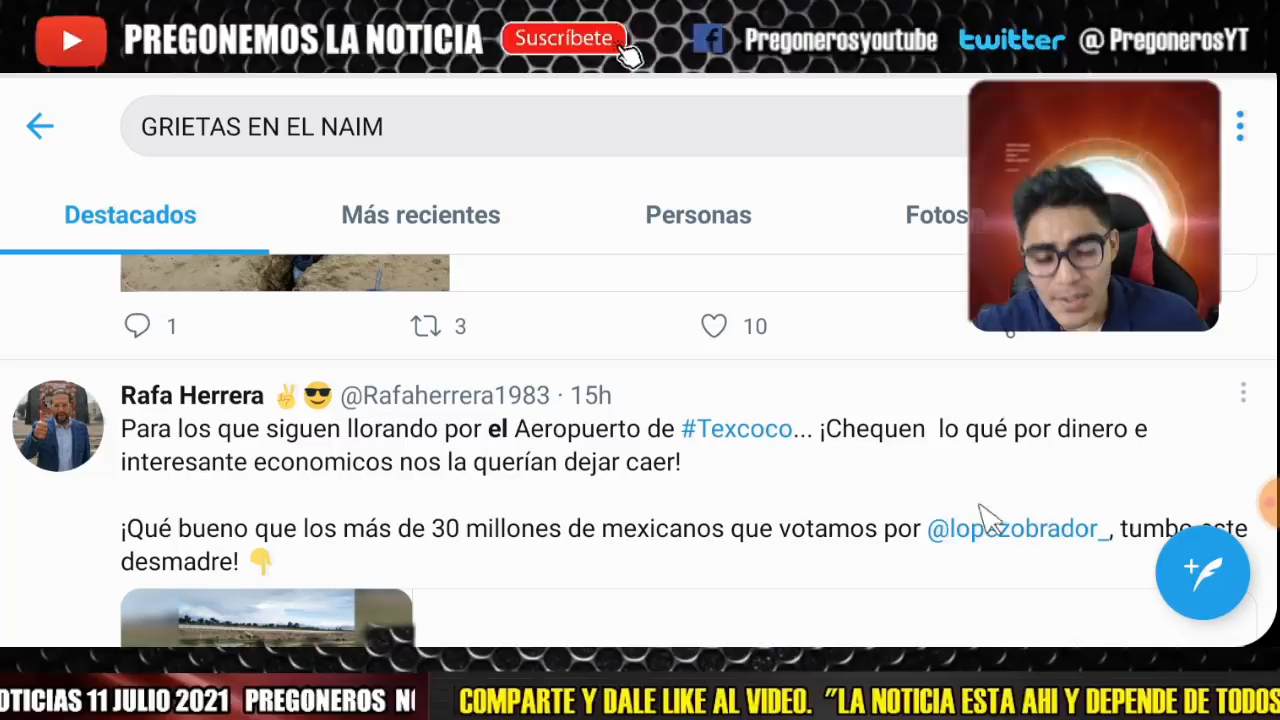 PREGONEMOS LA NOTICIA
Suscríbete
Pregonerosyoutube
twitter @ PregonerosYT
GRIETAS EN EL NAIM
Destacados
Más recientes
Personas
Fotos
1
3
10
Rafa Herrera ✌😎 @Rafaherrera1983 · 15h
Para los que siguen llorando por el Aeropuerto de #Texcoco... ¡Chequen lo qué por dinero e
interesante economicos nos la querían dejar caer!
¡Qué bueno que los más de 30 millones de mexicanos que votamos por @lopezobrador_, tumbo este
desmadre! 👇
OTICIAS 11 JULIO 2021 PREGONEROS
COMPARTE Y DALE LIKE AL VIDEO. "LA NOTICIA ESTA AHI Y DEPENDE DE TODOS